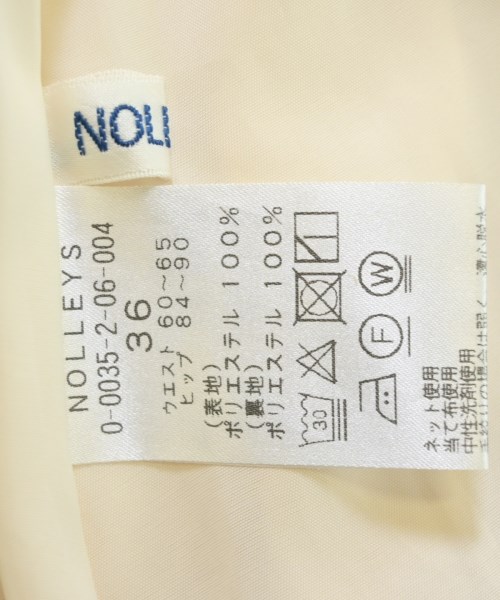 NOLL
NOLLEYS
0-0035-2-06-004
36
ウエスト 60～65
ヒップ 84～90
(表地)
ポリエステル 100%
(裏地)
ポリエステル 100%
30
F
W
ネット使用
当て布使用
中性洗剤使用